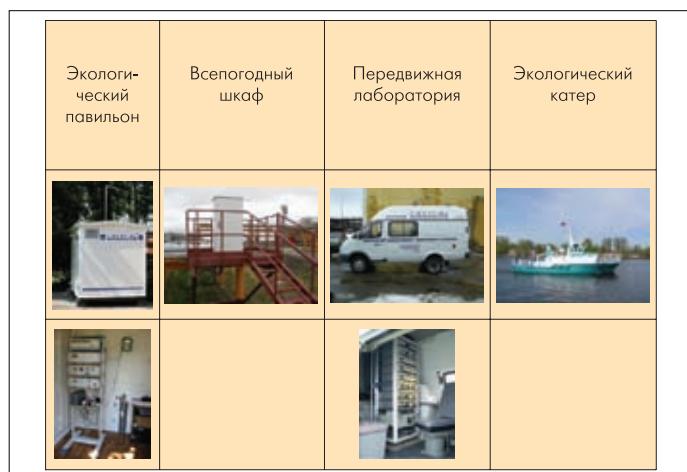 Экологи-
ческий
павильон
Всепогодный
шкаф
Передвижная
лаборатория
Экологический
катер